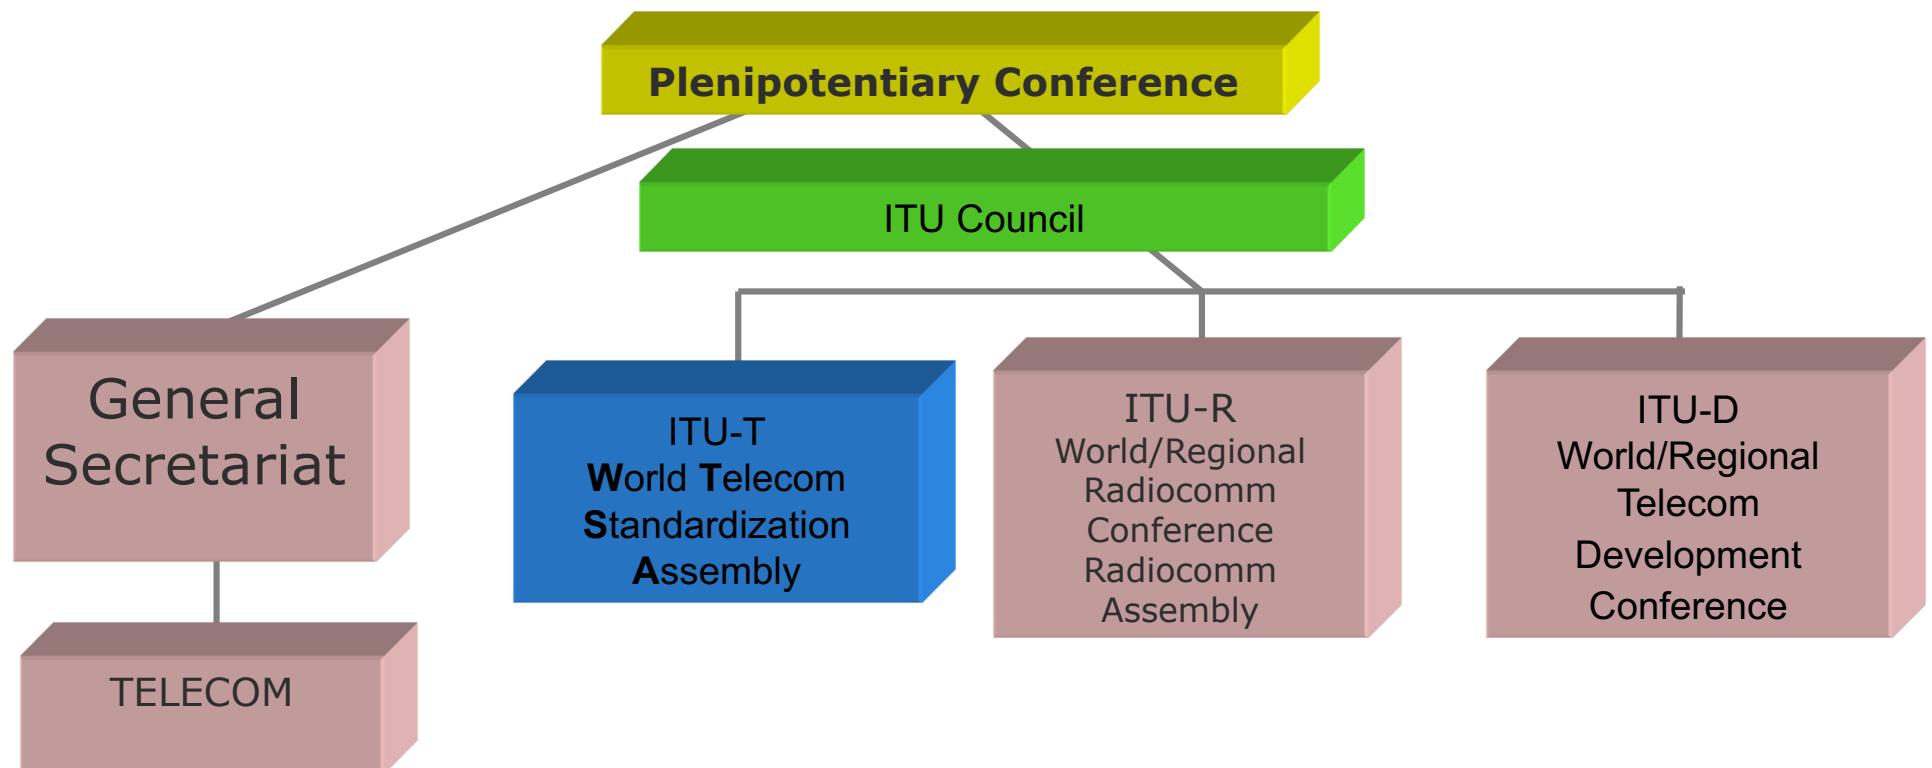 Plenipotentiary Conference
ITU Council
General
Secretariat
TELECOM
ITU-T
World Telecom
Standardization
Assembly
ITU-R
World/Regional
Radiocomm
Conference
Radiocomm
Assembly
ITU-D
World/Regional
Telecom
Development
Conference